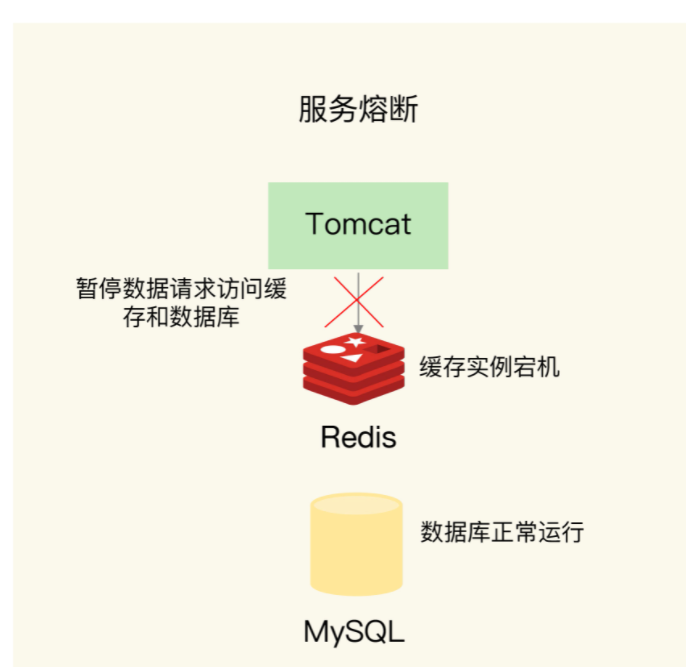 服务熔断
Tomcat
暂停数据请求访问缓
存和数据库
缓存实例宕机
Redis
数据库正常运行
MySQL